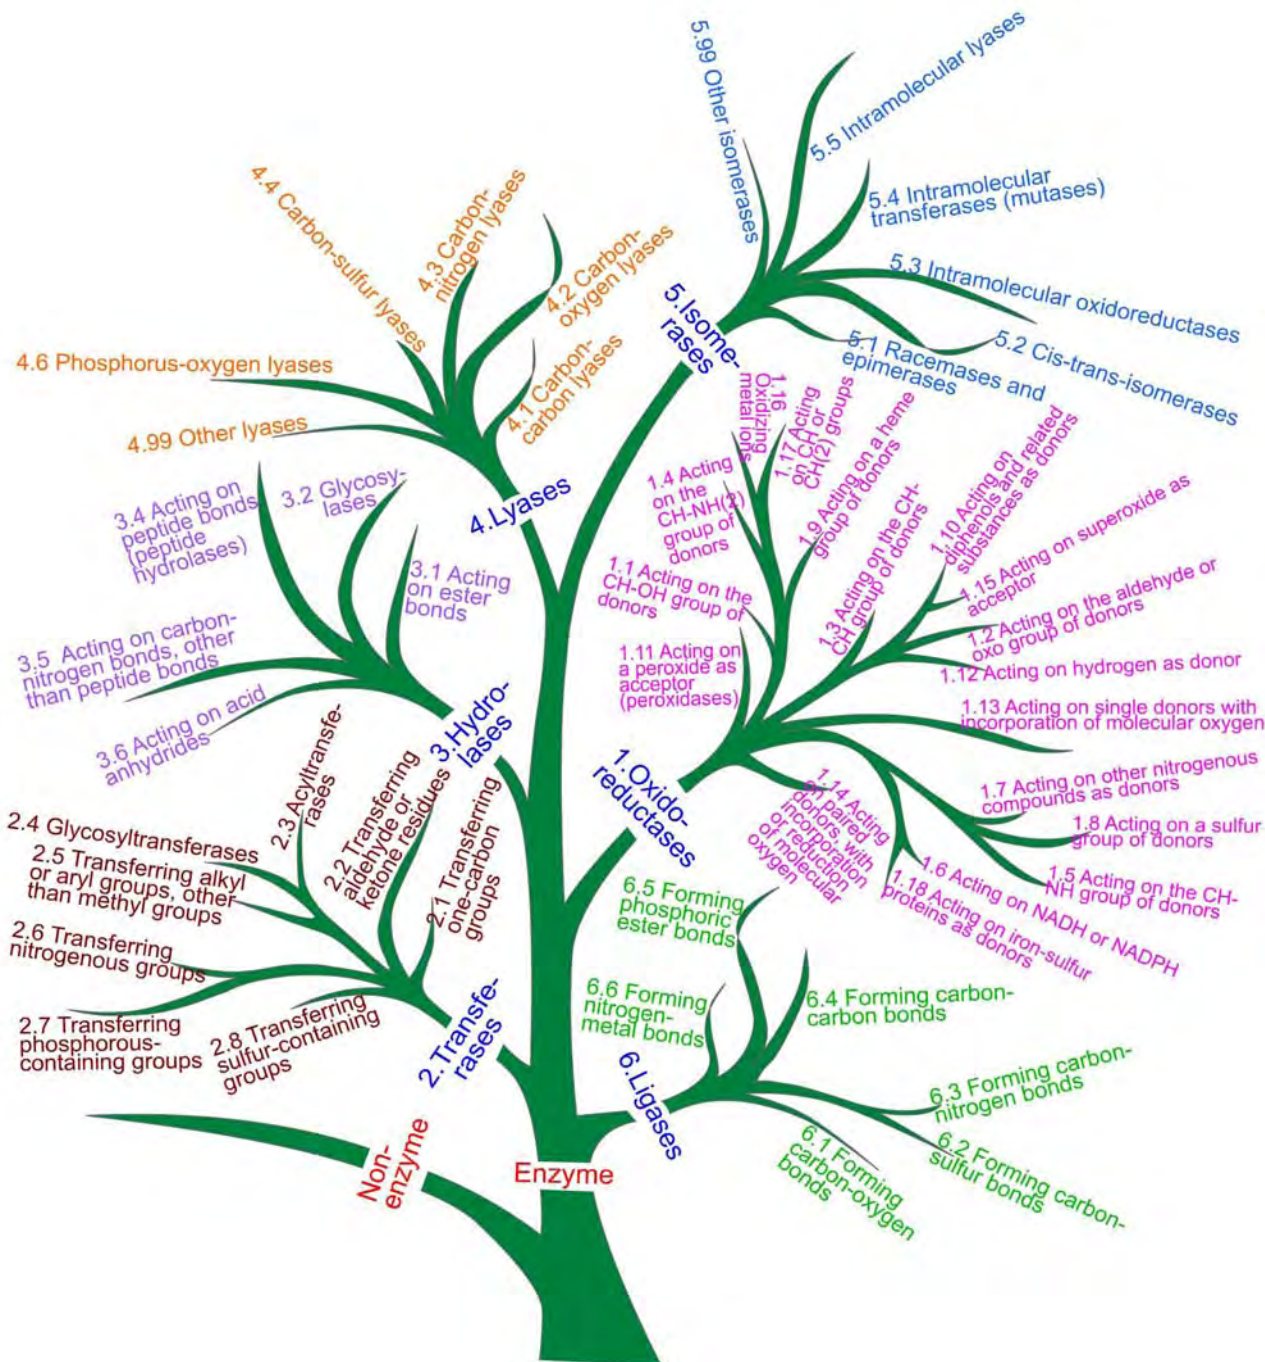 5.99 Other isomerases
5.5 Intramolecular lyases
5.4 Intramolecular
transferases (mutases)
5.3 Intramolecular oxidoreductases
5.2 Cis-trans-isomerases
5.1 Racemases and
epimerases
5.Isome-
rases
4.4 Carbon-sulfur lyases
4.3 Carbon-
nitrogen lyases
4.2 Carbon-
oxygen lyases
4.1 Carbon-
carbon lyases
4.6 Phosphorus-oxygen lyases
4.99 Other lyases
4.Lyases
3.4 Acting on
peptide bonds
(peptide
hydrolases)
3.2 Glycosy-
lases
3.1 Acting
on ester
bonds
3.5 Acting on carbon-
nitrogen bonds, other
than peptide bonds
3.6 Acting on acid
anhydrides
3.Hydro-
lases
1.16
Oxidizing
metal ions
1.17 Acting
on CH or
CH(2) groups
1.4 Acting
on the
CH-NH(2)
group of
donors
1.9 Acting on a heme
group of donors
1.1 Acting on the
CH-OH group of
donors
1.3 Acting on the CH-
CH group of donors
1.10 Acting on
diphenols and related
substances as donors
1.15 Acting on superoxide as
acceptor
1.2 Acting on the aldehyde or
oxo group of donors
1.12 Acting on hydrogen as donor
1.11 Acting on
a peroxide as
acceptor
(peroxidases)
1.13 Acting on single donors with
incorporation of molecular oxygen
1.7 Acting on other nitrogenous
compounds as donors
1.8 Acting on a sulfur
group of donors
1.5 Acting on the CH-
NH group of donors
1.6 Acting on NADH or NADPH
1.18 Acting on iron-sulfur
proteins as donors
1.14 Acting
on paired
donors, with
incorporation
or reduction
of molecular
oxygen
1.Oxido-
reductases
2.3 Acyltransfe-
rases
2.2 Transferring
aldehyde or
ketone residues
2.1 Transferring
one-carbon
groups
2.4 Glycosyltransferases
2.5 Transferring alkyl
or aryl groups, other
than methyl groups
2.6 Transferring
nitrogenous groups
2.7 Transferring
phosphorous-
containing groups
2.8 Transferring
sulfur-containing
groups
2.Transfe-
rases
6.5 Forming
phosphoric
ester bonds
6.6 Forming
nitrogen-
metal bonds
6.4 Forming carbon-
carbon bonds
6.3 Forming carbon-
nitrogen bonds
6.2 Forming carbon-
sulfur bonds
6.1 Forming
carbon-oxygen
bonds
6.Ligases
Non-
enzyme
Enzyme